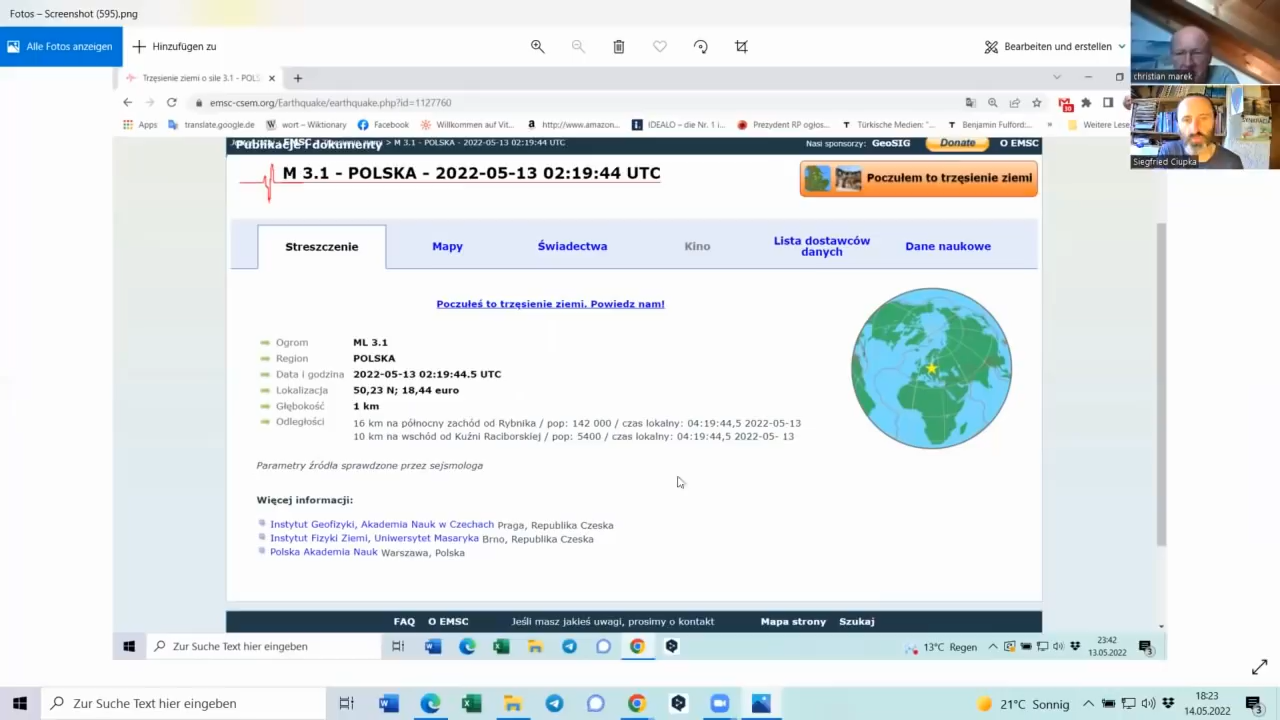 Fotos – Screenshot (595).png
Alle Fotos anzeigen
Hinzufügen zu
Bearbeiten und erstellen
christian marek
Siegfried Ciupka
Trzęsienie ziemi o sile 3.1 - POLS
emsc-csem.org/Earthquake/earthquake.php?id=1127760
10
Apps
translate.google.de
wort – Wiktionary
Facebook
Willkommen auf Vit...
http://www.amazon...
IDEALO – die Nr. 1 i...
Prezydent RP ogłos...
Türkische Medien: "...
Benjamin Fulford:...
»
Weitere Lese
Publikacje i dokumenty
EMSC
> M 3.1 - POLSKA - 2022-05-13 02:19:44 UTC
Nasi sponsorzy: GeoSIG
Donate
O EMSC
M 3.1 - POLSKA - 2022-05-13 02:19:44 UTC
Poczułem to trzęsienie ziemi
Streszczenie
Mapy
Świadectwa
Kino
Lista dostawców
danych
Dane naukowe
Poczułeś to trzęsienie ziemi. Powiedz nam!
Ogrom ML 3.1
Region POLSKA
Data i godzina 2022-05-13 02:19:44.5 UTC
Lokalizacja 50,23 N; 18,44 euro
Głębokość 1 km
Odległości 16 km na północny zachód od Rybnika / pop: 142 000 / czas lokalny: 04:19:44,5 2022-05-13
10 km na wschód od Kuźni Raciborskiej / pop: 5400 / czas lokalny: 04:19:44,5 2022-05- 13
Parametry źródła sprawdzone przez sejsmologa
Więcej informacji:
Instytut Geofizyki, Akademia Nauk w Czechach Praga, Republika Czeska
Instytut Fizyki Ziemi, Uniwersytet Masaryka Brno, Republika Czeska
Polska Akademia Nauk Warszawa, Polska
FAQ
O EMSC
Jeśli masz jakieś uwagi, prosimy o kontakt
Mapa strony
Szukaj
Zur Suche Text hier eingeben
13°C Regen
23:42
13.05.2022
3
Zur Suche Text hier eingeben
21°C Sonnig
18:23
14.05.2022
3